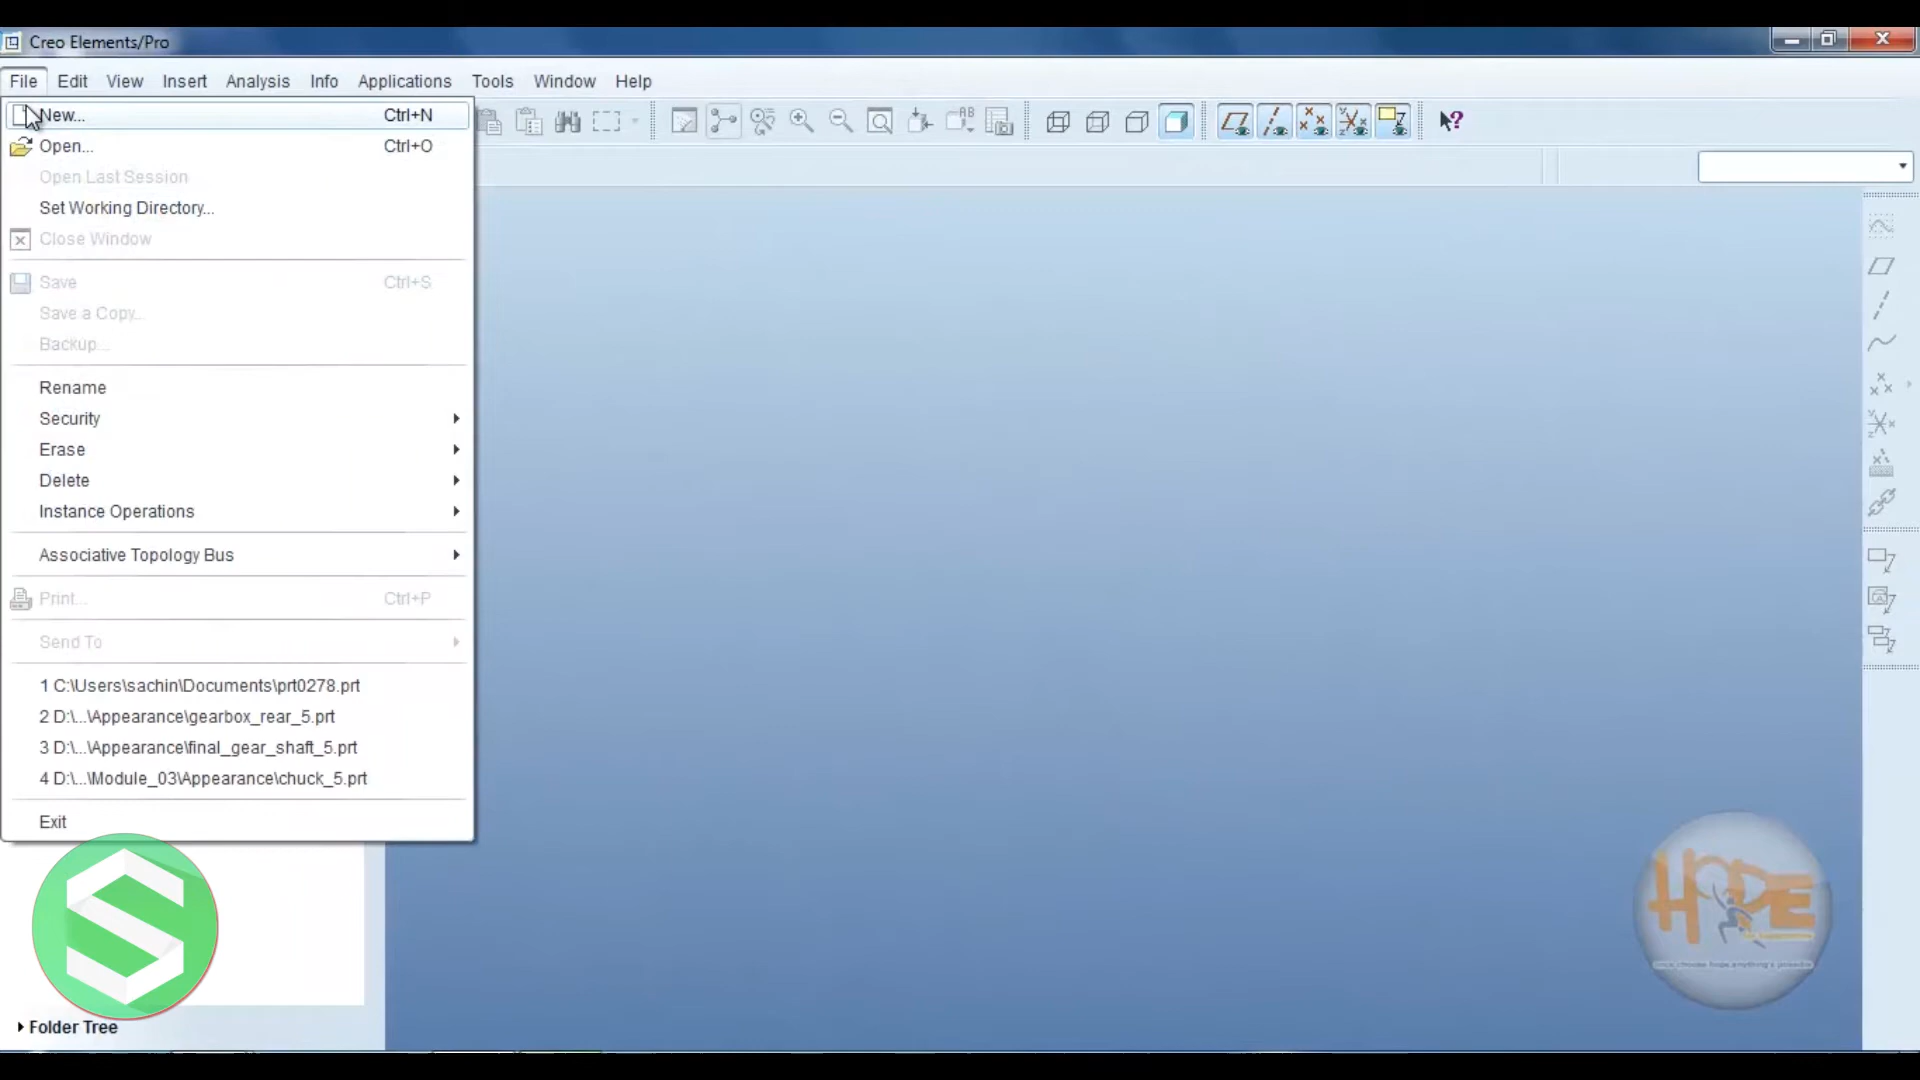 Creo Elements/Pro
File Edit View Insert Analysis Info Applications Tools Window Help
New... Ctrl+N
Open... Ctrl+O
Open Last Session
Set Working Directory...
Close Window
Save Ctrl+S
Save a Copy...
Backup...
Rename
Security
Erase
Delete
Instance Operations
Associative Topology Bus
Print... Ctrl+P
Send To
1 C:\Users\sachin\Documents\prt0278.prt
2 D:\...\Appearance\gearbox_rear_5.prt
3 D:\...\Appearance\final_gear_shaft_5.prt
4 D:\...\Module_03\Appearance\chuck_5.prt
Exit
Folder Tree
HOPE